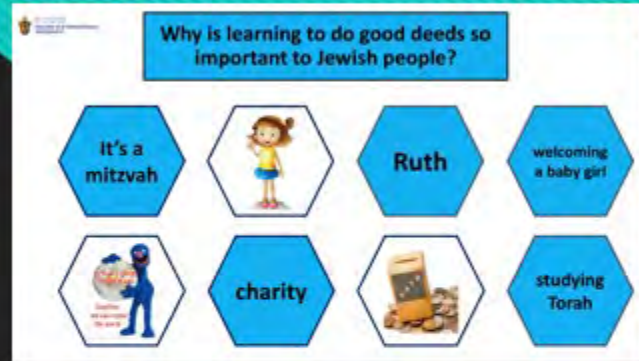 Why is learning to do good deeds so
important to Jewish people?
It's a
mitzvah
Ruth
welcoming
a baby girl
charity
studying
Torah